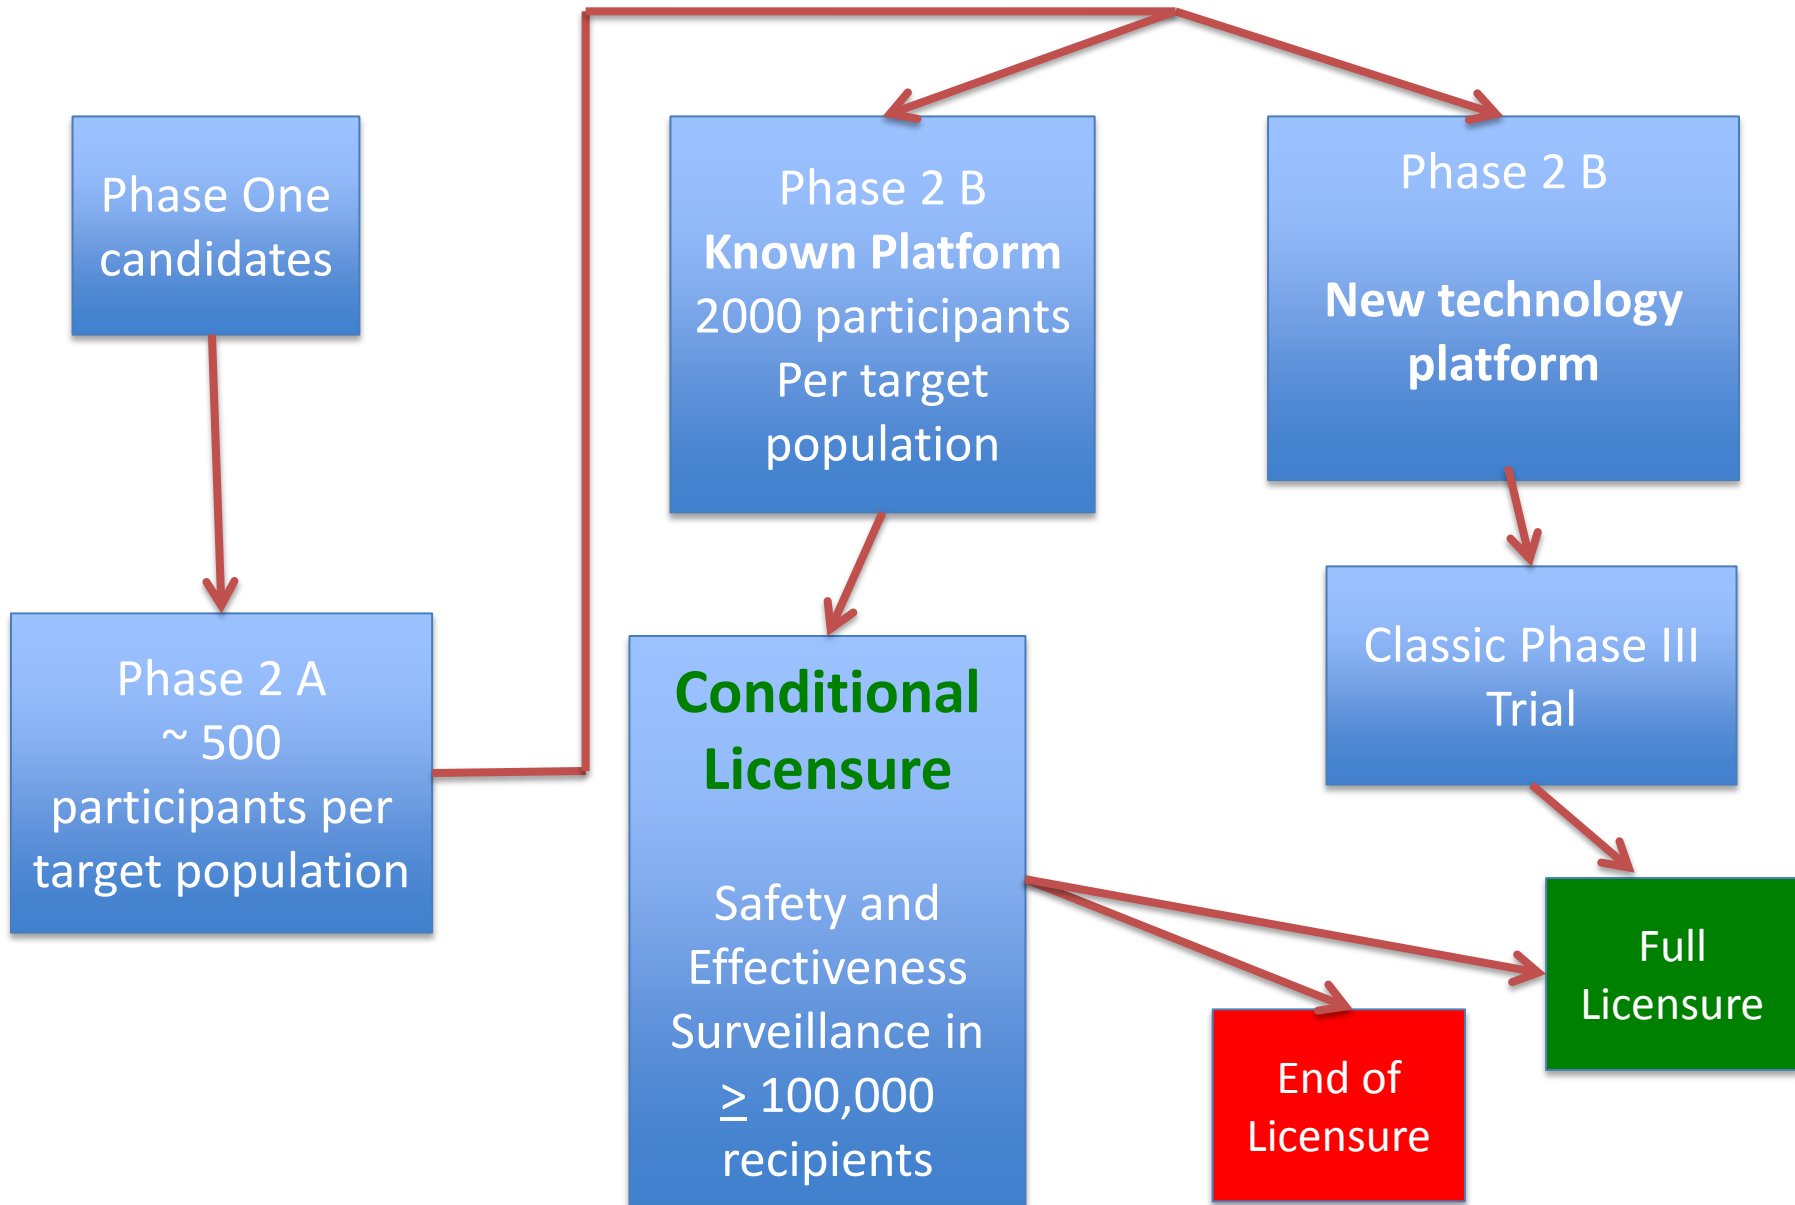 Phase One
candidates
Phase 2 A
~ 500
participants per
target population
Phase 2 B
Known Platform
2000 participants
Per target
population
Conditional
Licensure
Safety and
Effectiveness
Surveillance in
≥ 100,000
recipients
Phase 2 B
New technology
platform
Classic Phase III
Trial
Full
Licensure
End of
Licensure